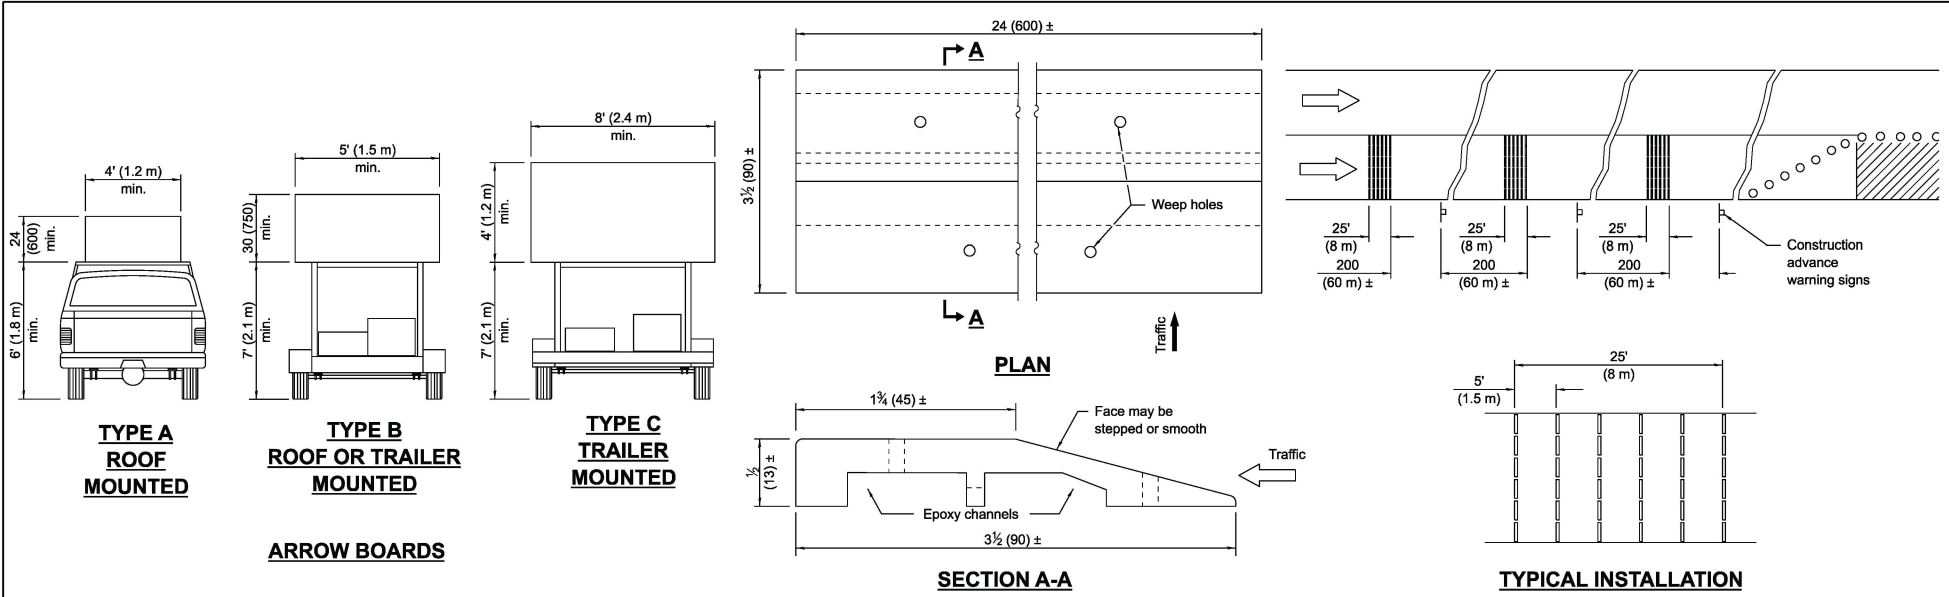 4' (1.2 m)
min.
24
(600)
min.
6' (1.8 m)
min.
TYPE A
ROOF
MOUNTED
5' (1.5 m)
min.
30 (750)
min.
7' (2.1 m)
min.
TYPE B
ROOF OR TRAILER
MOUNTED
8' (2.4 m)
min.
4' (1.2 m)
min.
7' (2.1 m)
min.
TYPE C
TRAILER
MOUNTED
ARROW BOARDS
24 (600) ±
A
3½ (90) ±
Weep holes
A
Traffic
PLAN
1¾ (45) ±
Face may be
stepped or smooth
½
(13) ±
Traffic
Epoxy channels
3½ (90) ±
SECTION A-A
25'
(8 m)
200
(60 m) ±
25'
(8 m)
200
(60 m) ±
25'
(8 m)
200
(60 m) ±
Construction
advance
warning signs
25'
(8 m)
5'
(1.5 m)
TYPICAL INSTALLATION